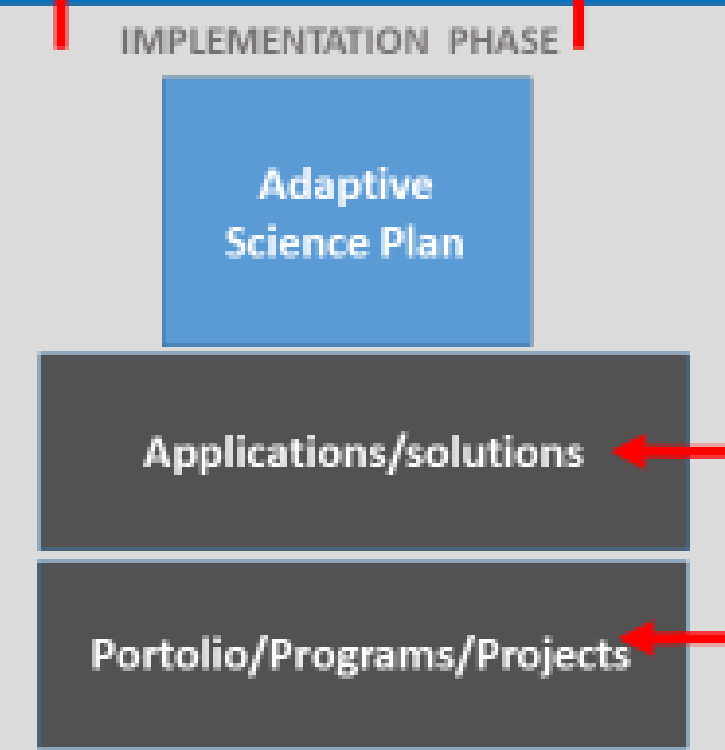 IMPLEMENTATION PHASE
Adaptive
Science Plan
Applications/solutions
Portolio/Programs/Projects